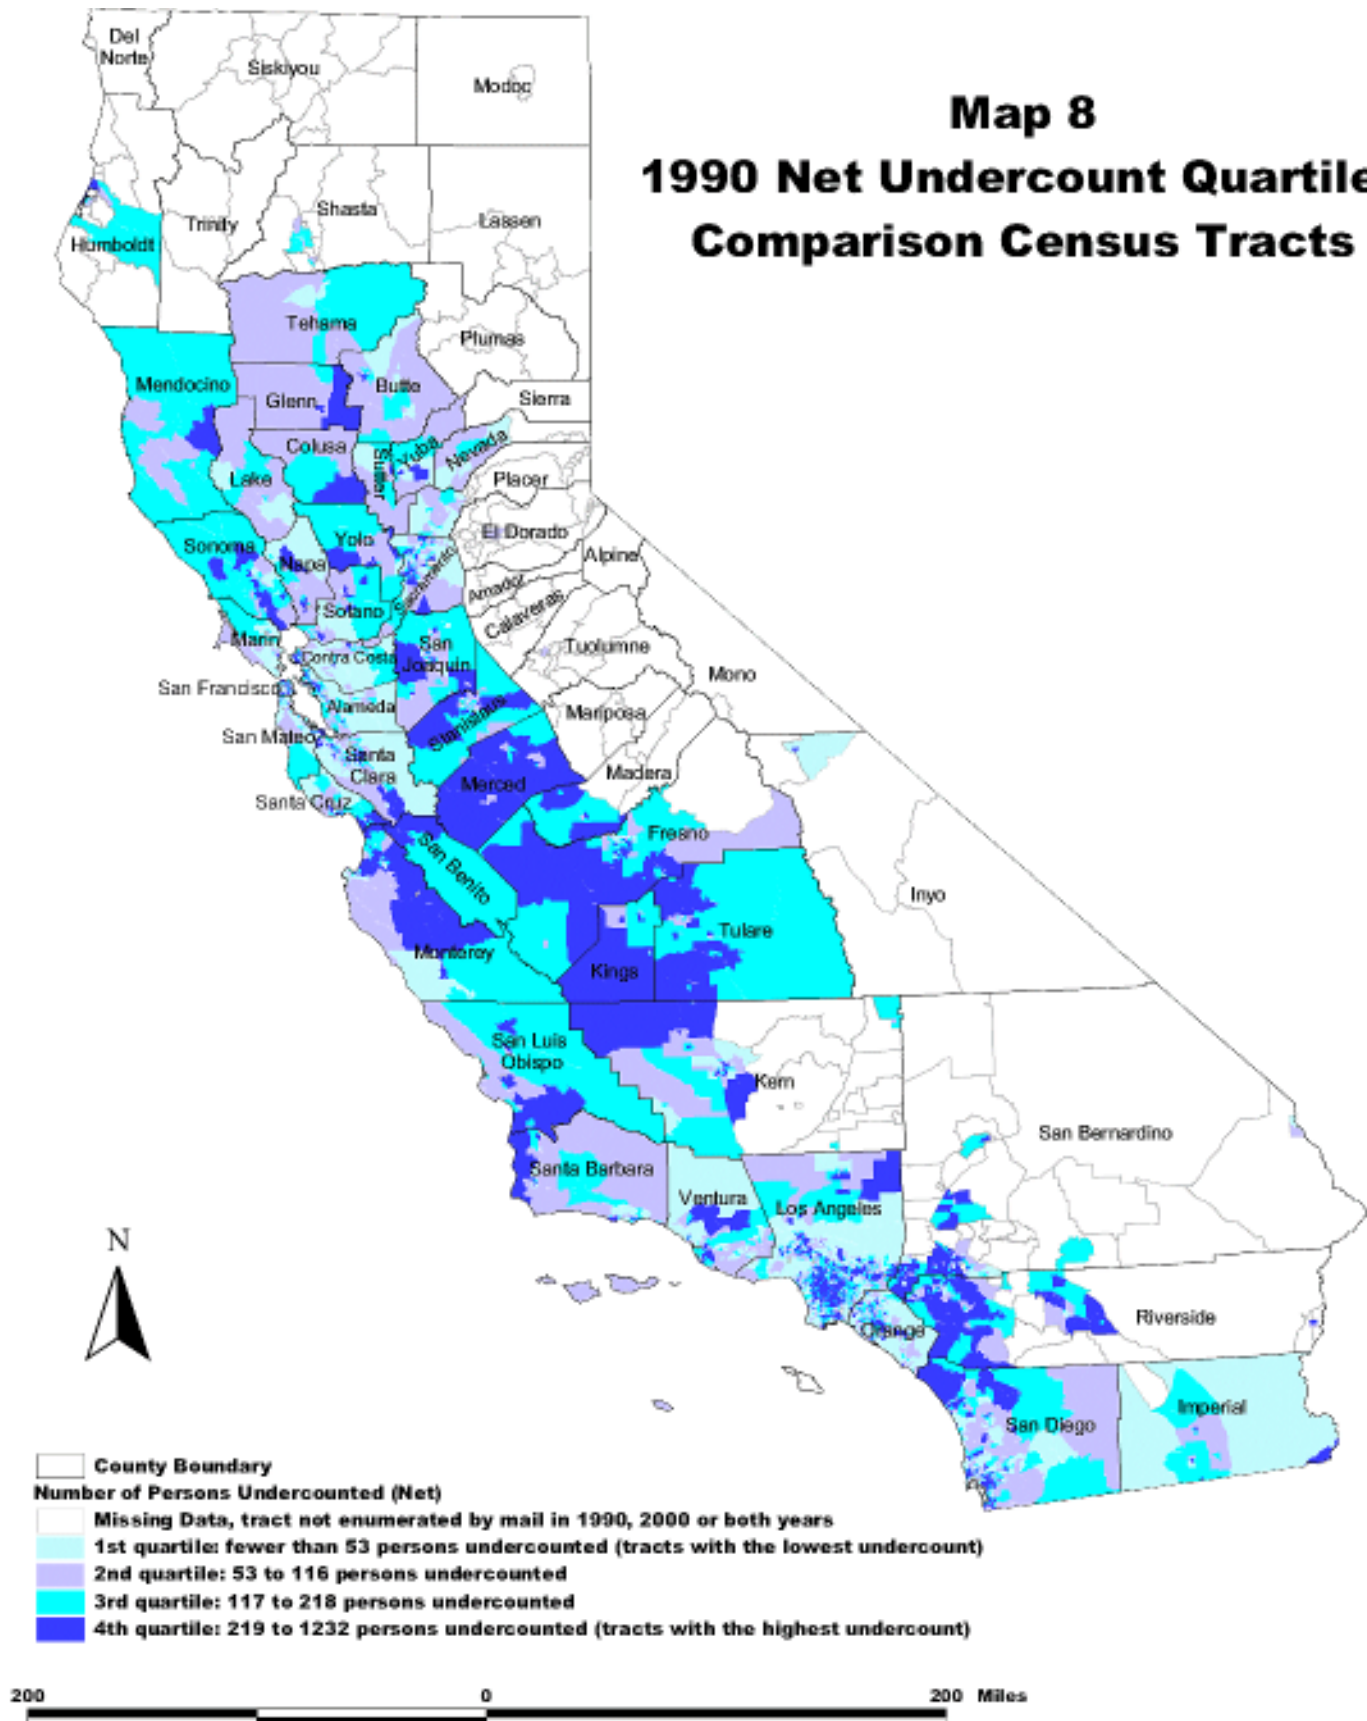 Map 8
1990 Net Undercount Quartile
Comparison Census Tracts
Del
Norte
Siskiyou
Modoc
Humboldt
Trinity
Shasta
Lassen
Tehama
Plumas
Mendocino
Glenn
Butte
Sierra
Colusa
Lake
Sutter
Yuba
Nevada
Placer
Sonoma
Napa
Yolo
El Dorado
Alpine
Sacramento
Amador
Calaveras
Solano
Marin
Contra Costa
San
Joaquin
Tuolumne
Mono
San Francisco
Alameda
Stanislaus
Mariposa
San Mateo
Santa
Clara
Merced
Madera
Santa Cruz
San Benito
Fresno
Inyo
Monterey
Kings
Tulare
San Luis
Obispo
Kern
San Bernardino
Santa Barbara
Ventura
Los Angeles
N
Orange
Riverside
San Diego
Imperial
County Boundary
Number of Persons Undercounted (Net)
Missing Data, tract not enumerated by mail in 1990, 2000 or both years
1st quartile: fewer than 53 persons undercounted (tracts with the lowest undercount)
2nd quartile: 53 to 116 persons undercounted
3rd quartile: 117 to 218 persons undercounted
4th quartile: 219 to 1232 persons undercounted (tracts with the highest undercount)
200 0 200 Miles